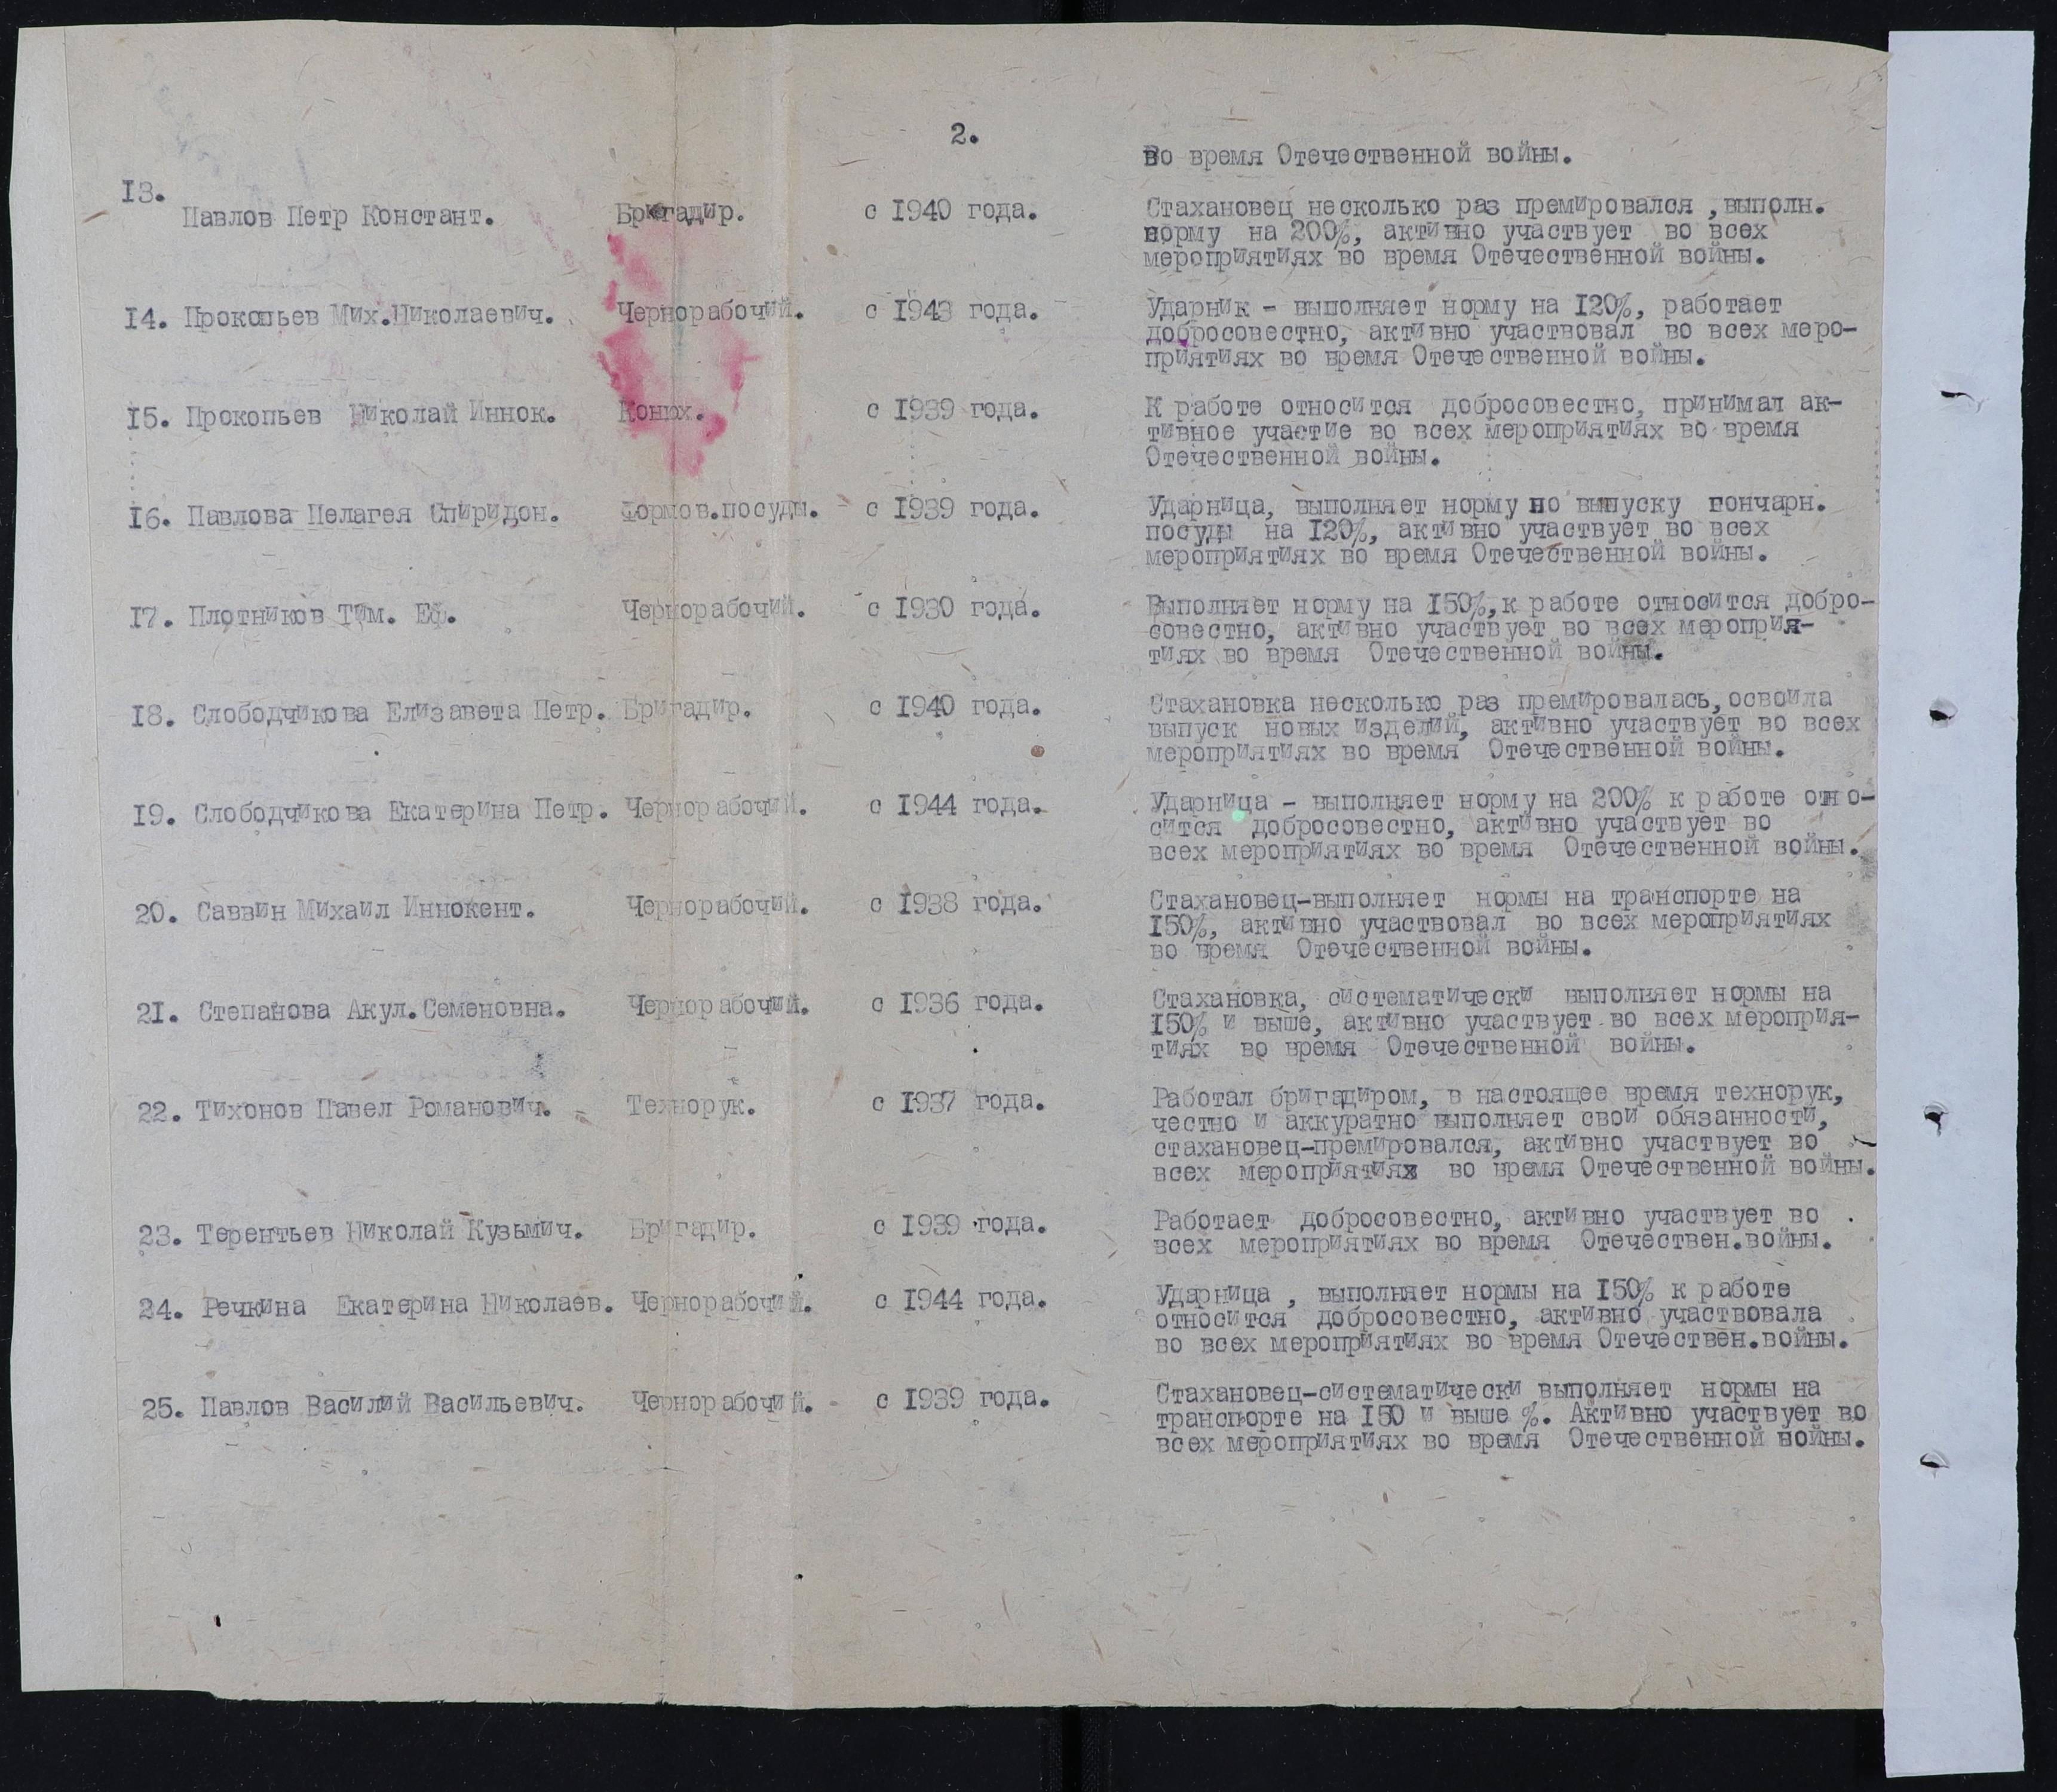 2.
во время Отечественной войны.
13.
Павлов Петр Констант. Бригадир. с 1940 года. Стахановец несколько раз премировался ,выполн.
норму на 200%, активно участвует во всех
мероприятиях во время Отечественной войны.
14. Прокопьев Мих.Николаевич. Чернорабочий. с 1943 года. Ударник - выполняет норму на 120%, работает
добросовестно, активно участвовал во всех меро-
приятиях во время Отечественной войны.
15. Прокопьев Николай Иннок. Конюх. с 1939 года. К работе относится добросовестно, принимал ак-
тивное участие во всех мероприятиях во время
Отечественной войны.
16. Павлова Пелагея Спиридон. Формов.посуды. с 1939 года. Ударница, выполняет норму по выпуску гончарн.
посуды на 120%, активно участвует во всех
мероприятиях во время Отечественной войны.
17. Плотников Тим. Еф. Чернорабочий. с 1930 года. Выполняет норму на 150%,к работе относится добро-
совестно, активно участвует во всех мероприя-
тиях во время Отечественной войны.
18. Слободчикова Елизавета Петр. Бригадир. с 1940 года. Стахановка несколько раз премировалась,освоила
выпуск новых изделий, активно участвует во всех
мероприятиях во время Отечественной войны.
19. Слободчикова Екатерина Петр. Чернорабочий. с 1944 года. Ударница - выполняет норму на 200% к работе отно-
сится добросовестно, активно участвует во
всех мероприятиях во время Отечественной войны.
20. Саввин Михаил Иннокент. Чернорабочий. с 1938 года. Стахановец-выполняет нормы на транспорте на
150%, активно участвовал во всех мероприятиях
во время Отечественной войны.
21. Степанова Акул.Семеновна. Чернорабочий. с 1936 года. Стахановка, систематически выполняет нормы на
150% и выше, активно участвует во всех мероприя-
тиях во время Отечественной войны.
22. Тихонов Павел Романович. Технорук. с 1937 года. Работал бригадиром, в настоящее время технорук,
честно и аккуратно выполняет свои обязанности,
стахановец-премировался, активно участвует во
всех мероприятиях во время Отечественной войны.
23. Терентьев Николай Кузьмич. Бригадир. с 1939 года. Работает добросовестно, активно участвует во
всех мероприятиях во время Отечествен.войны.
24. Речкина Екатерина Николаев. Чернорабочий. с 1944 года. Ударница , выполняет нормы на 150% к работе
относится добросовестно, активно участвовала
во всех мероприятиях во время Отечествен.войны.
25. Павлов Василий Васильевич. Чернорабочий. с 1939 года. Стахановец-систематически выполняет нормы на
транспорте на 150 и выше %. Активно участвует во
всех мероприятиях во время Отечественной войны.